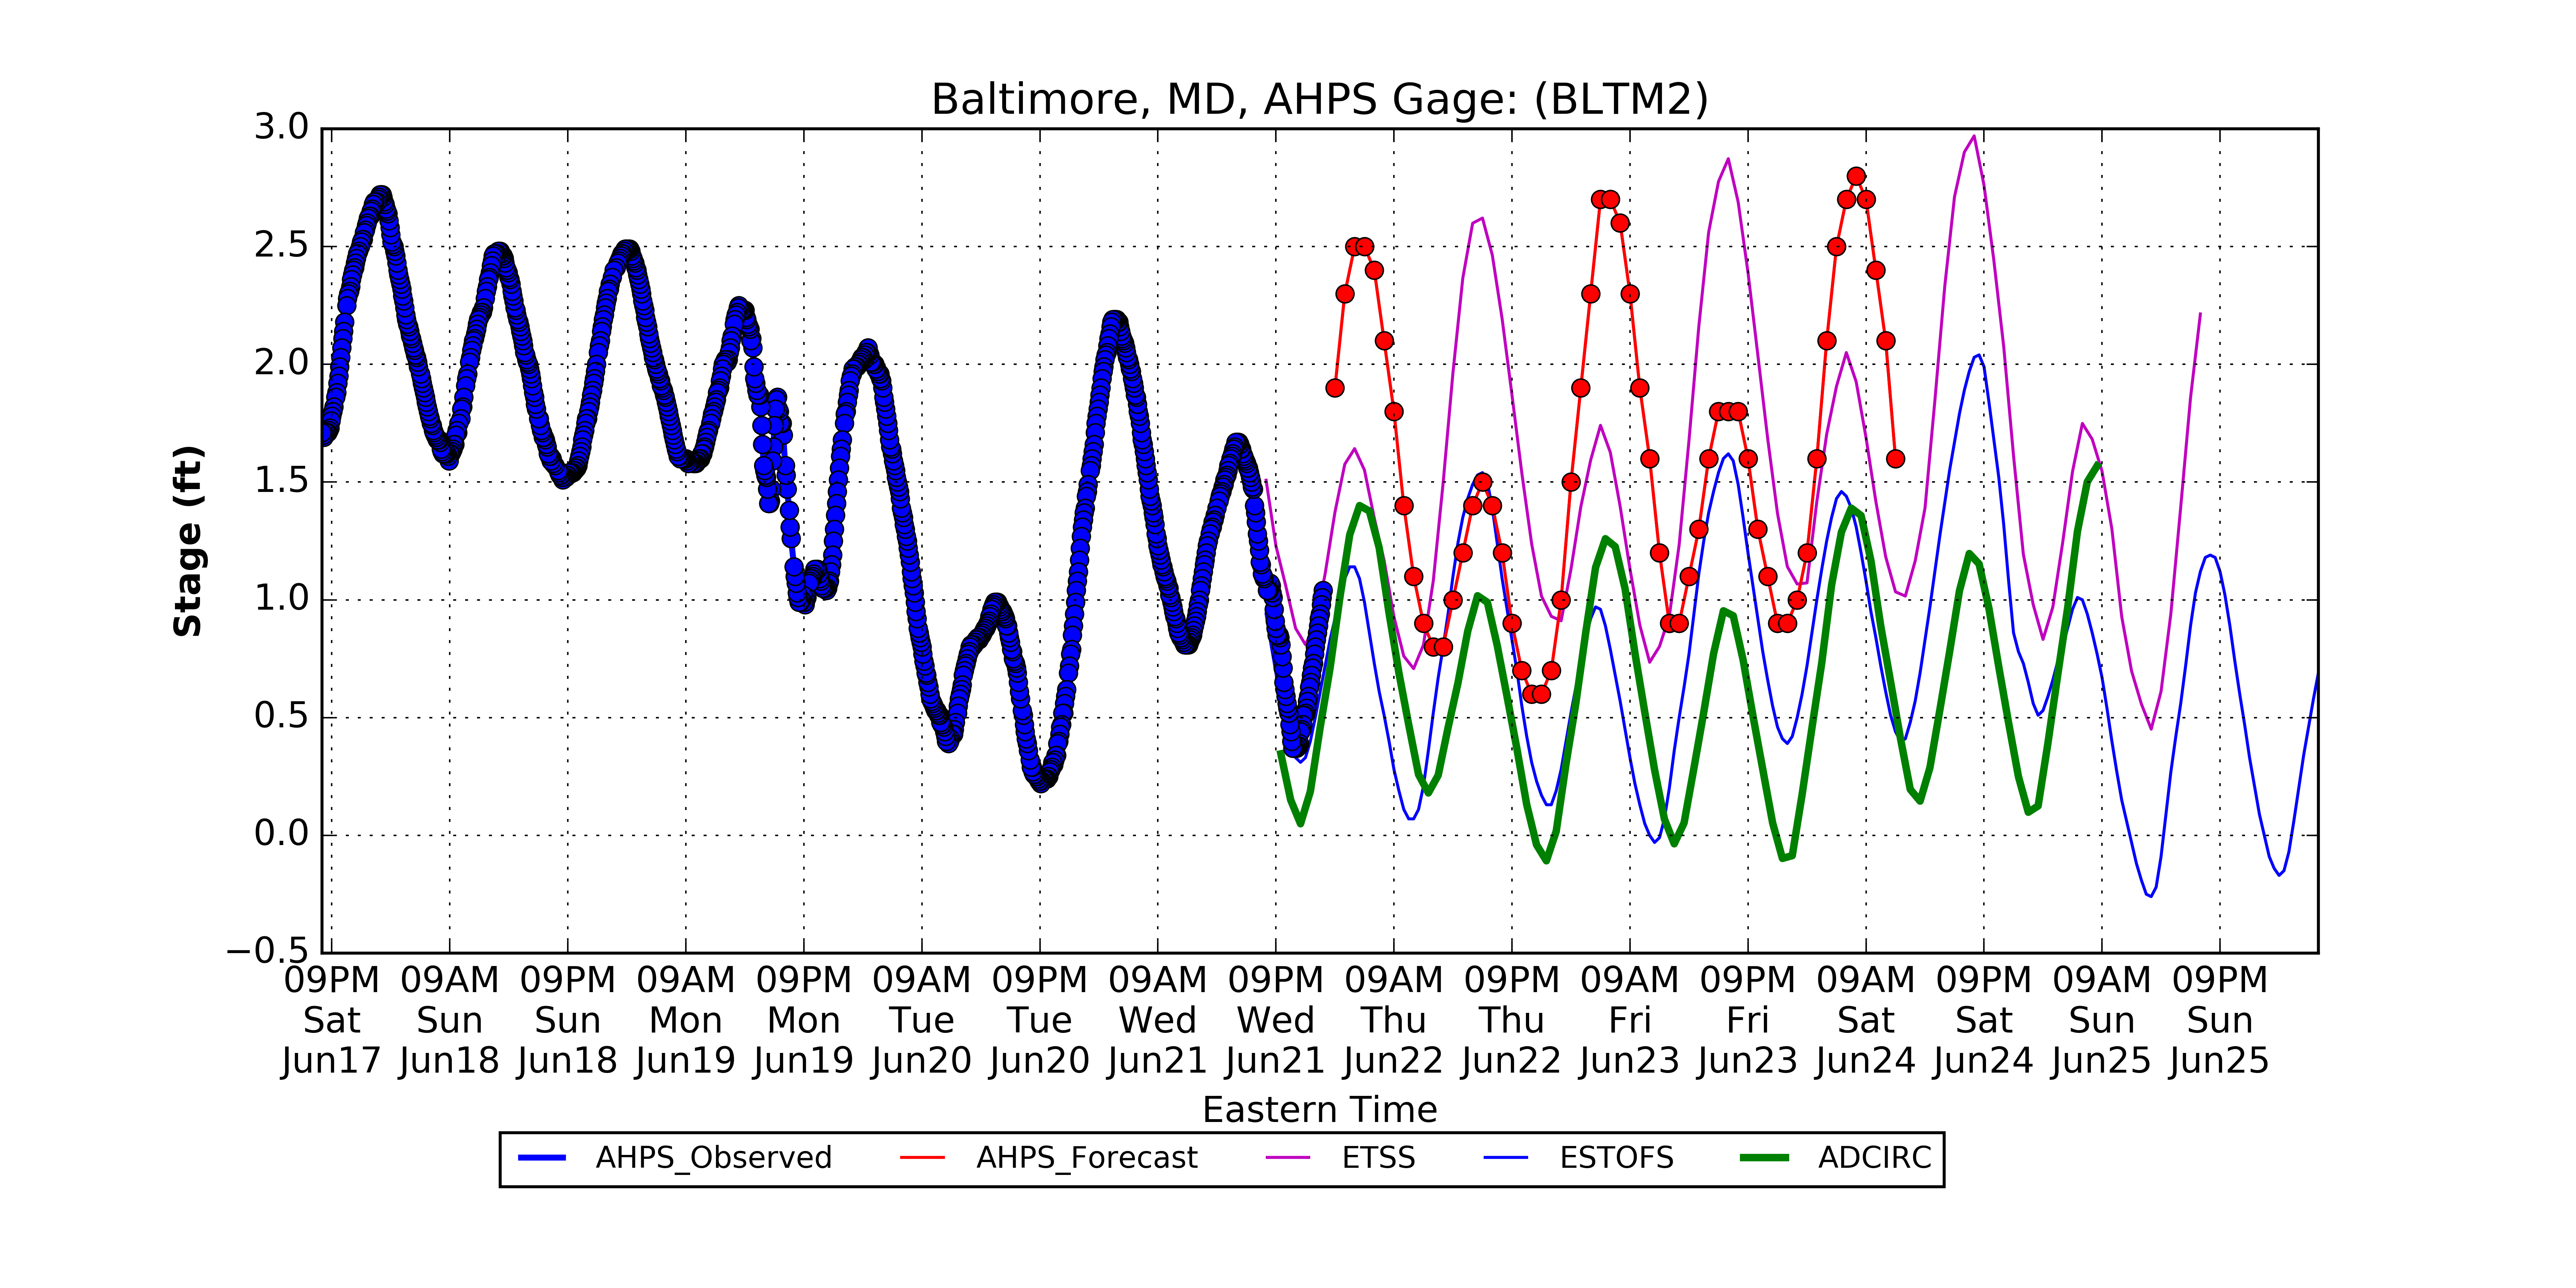 Baltimore, MD, AHPS Gage: (BLTM2)
3.0
2.5
2.0
1.5
1.0
0.5
0.0
−0.5
Stage (ft)
09PM 09AM 09PM 09AM 09PM 09AM 09PM 09AM 09PM 09AM 09PM 09AM 09PM 09AM 09PM 09AM 09PM
Sat Sun Sun Mon Mon Tue Tue Wed Wed Thu Thu Fri Fri Sat Sat Sun Sun
Jun17 Jun18 Jun18 Jun19 Jun19 Jun20 Jun20 Jun21 Jun21 Jun22 Jun22 Jun23 Jun23 Jun24 Jun24 Jun25 Jun25
Eastern Time
AHPS_Observed AHPS_Forecast ETSS ESTOFS ADCIRC